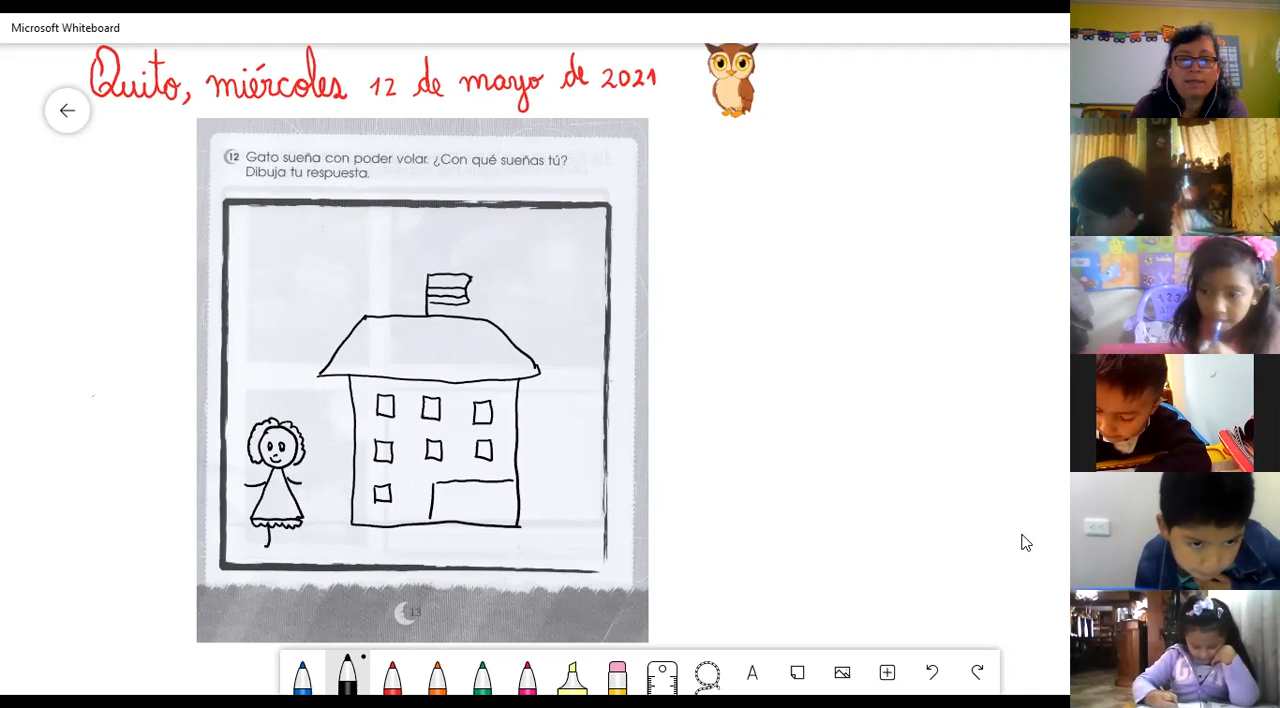 Microsoft Whiteboard
Quito, miércoles 12 de mayo de 2021
12 Gato sueña con poder volar. ¿Con qué sueñas tú?
Dibuja tu respuesta.
13
A